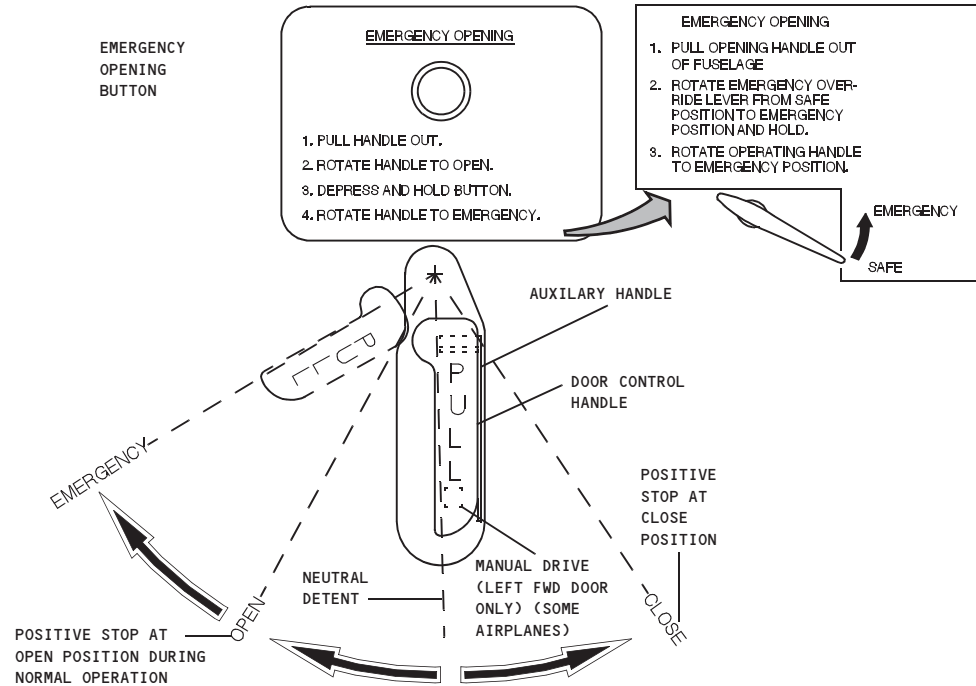 EMERGENCY
OPENING
BUTTON
EMERGENCY OPENING
1. PULL HANDLE OUT.
2. ROTATE HANDLE TO OPEN.
3. DEPRESS AND HOLD BUTTON.
4. ROTATE HANDLE TO EMERGENCY.
EMERGENCY OPENING
1. PULL OPENING HANDLE OUT
OF FUSELAGE
2. ROTATE EMERGENCY OVER-
RIDE LEVER FROM SAFE
POSITION TO EMERGENCY
POSITION AND HOLD.
3. ROTATE OPERATING HANDLE
TO EMERGENCY POSITION.
EMERGENCY
SAFE
AUXILARY HANDLE
PULL
PULL
DOOR CONTROL
HANDLE
EMERGENCY
POSITIVE
STOP AT
CLOSE
POSITION
NEUTRAL
DETENT
MANUAL DRIVE
(LEFT FWD DOOR
ONLY) (SOME
AIRPLANES)
OPEN
CLOSE
POSITIVE STOP AT
OPEN POSITION DURING
NORMAL OPERATION